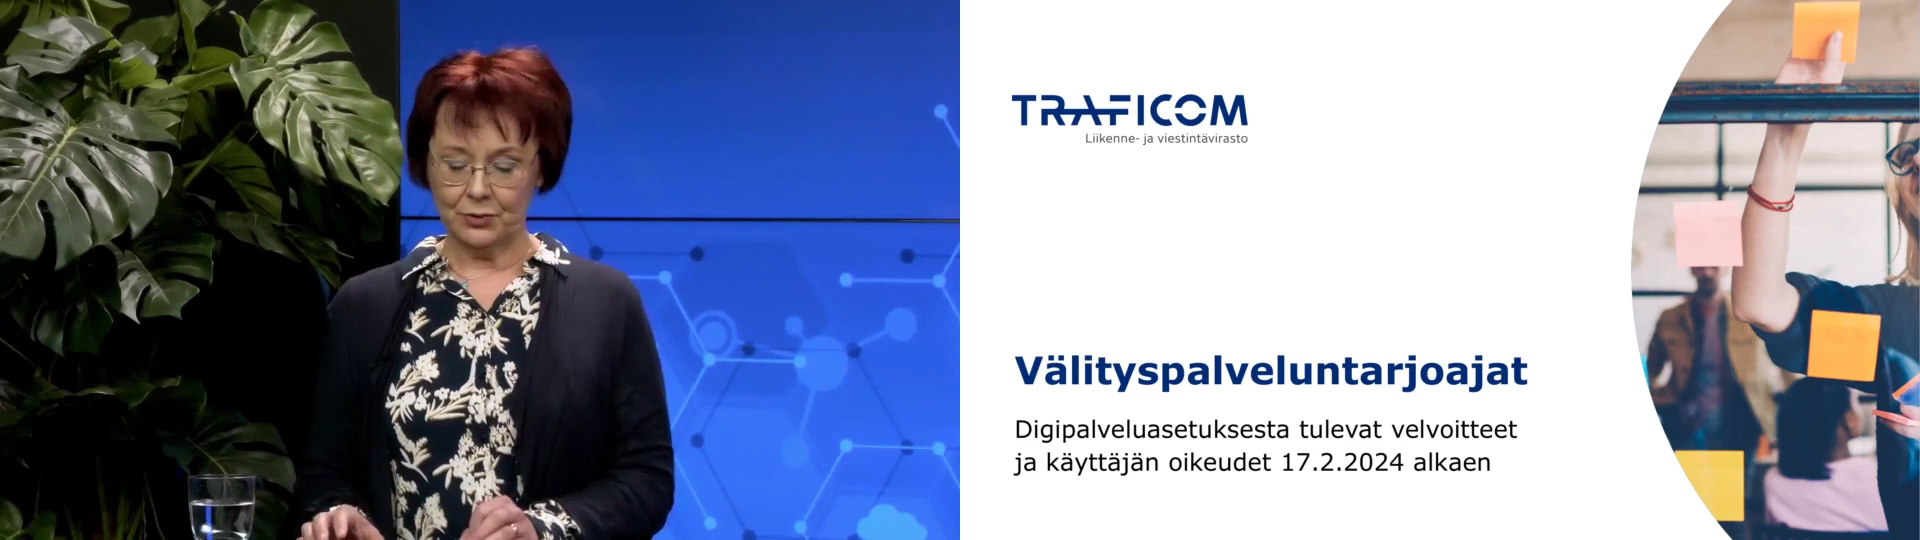 TRAFICOM
Liikenne- ja viestintävirasto
Välityspalveluntarjoajat
Digipalveluasetuksesta tulevat velvoitteet
ja käyttäjän oikeudet 17.2.2024 alkaen